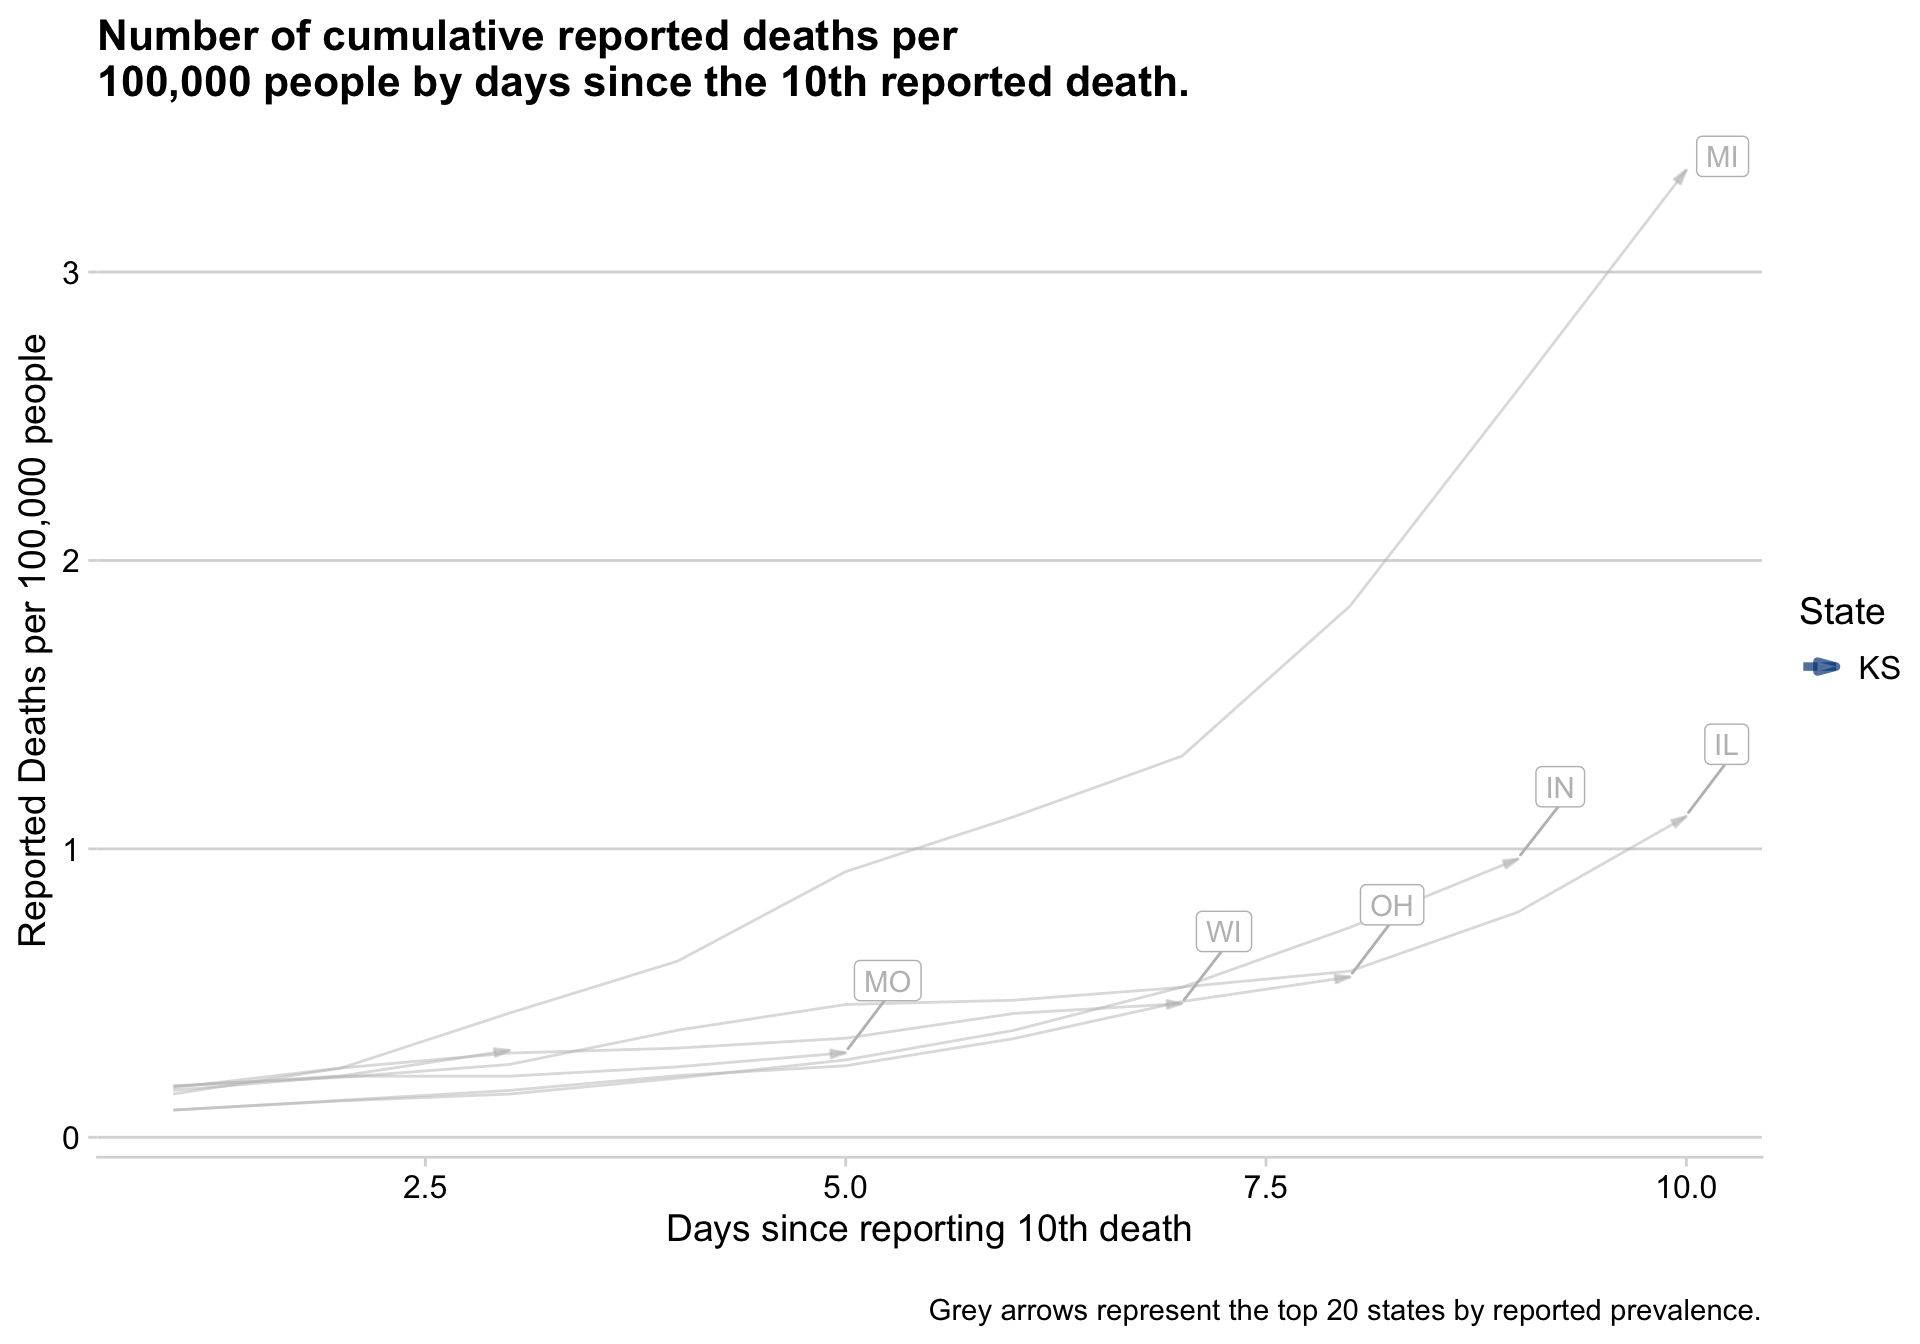 Number of cumulative reported deaths per
100,000 people by days since the 10th reported death.
Reported Deaths per 100,000 people
3
2
1
0
MI
IL
IN
OH
WI
MO
State
KS
2.5
5.0
7.5
10.0
Days since reporting 10th death
Grey arrows represent the top 20 states by reported prevalence.